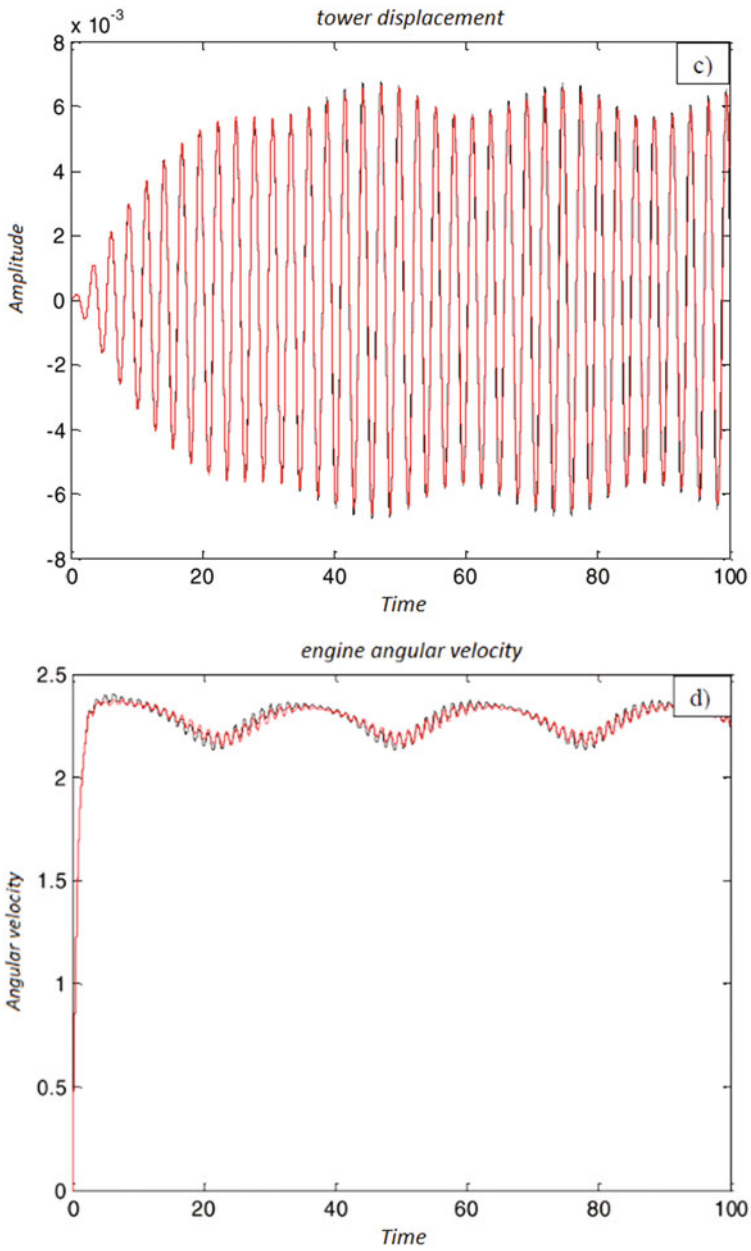 tower displacement
x 10⁻³
c)
8
6
4
2
0
-2
-4
-6
-8
Amplitude
0 20 40 60 80 100
Time
engine angular velocity
d)
2.5
2
1.5
1
0.5
0
Angular velocity
0 20 40 60 80 100
Time